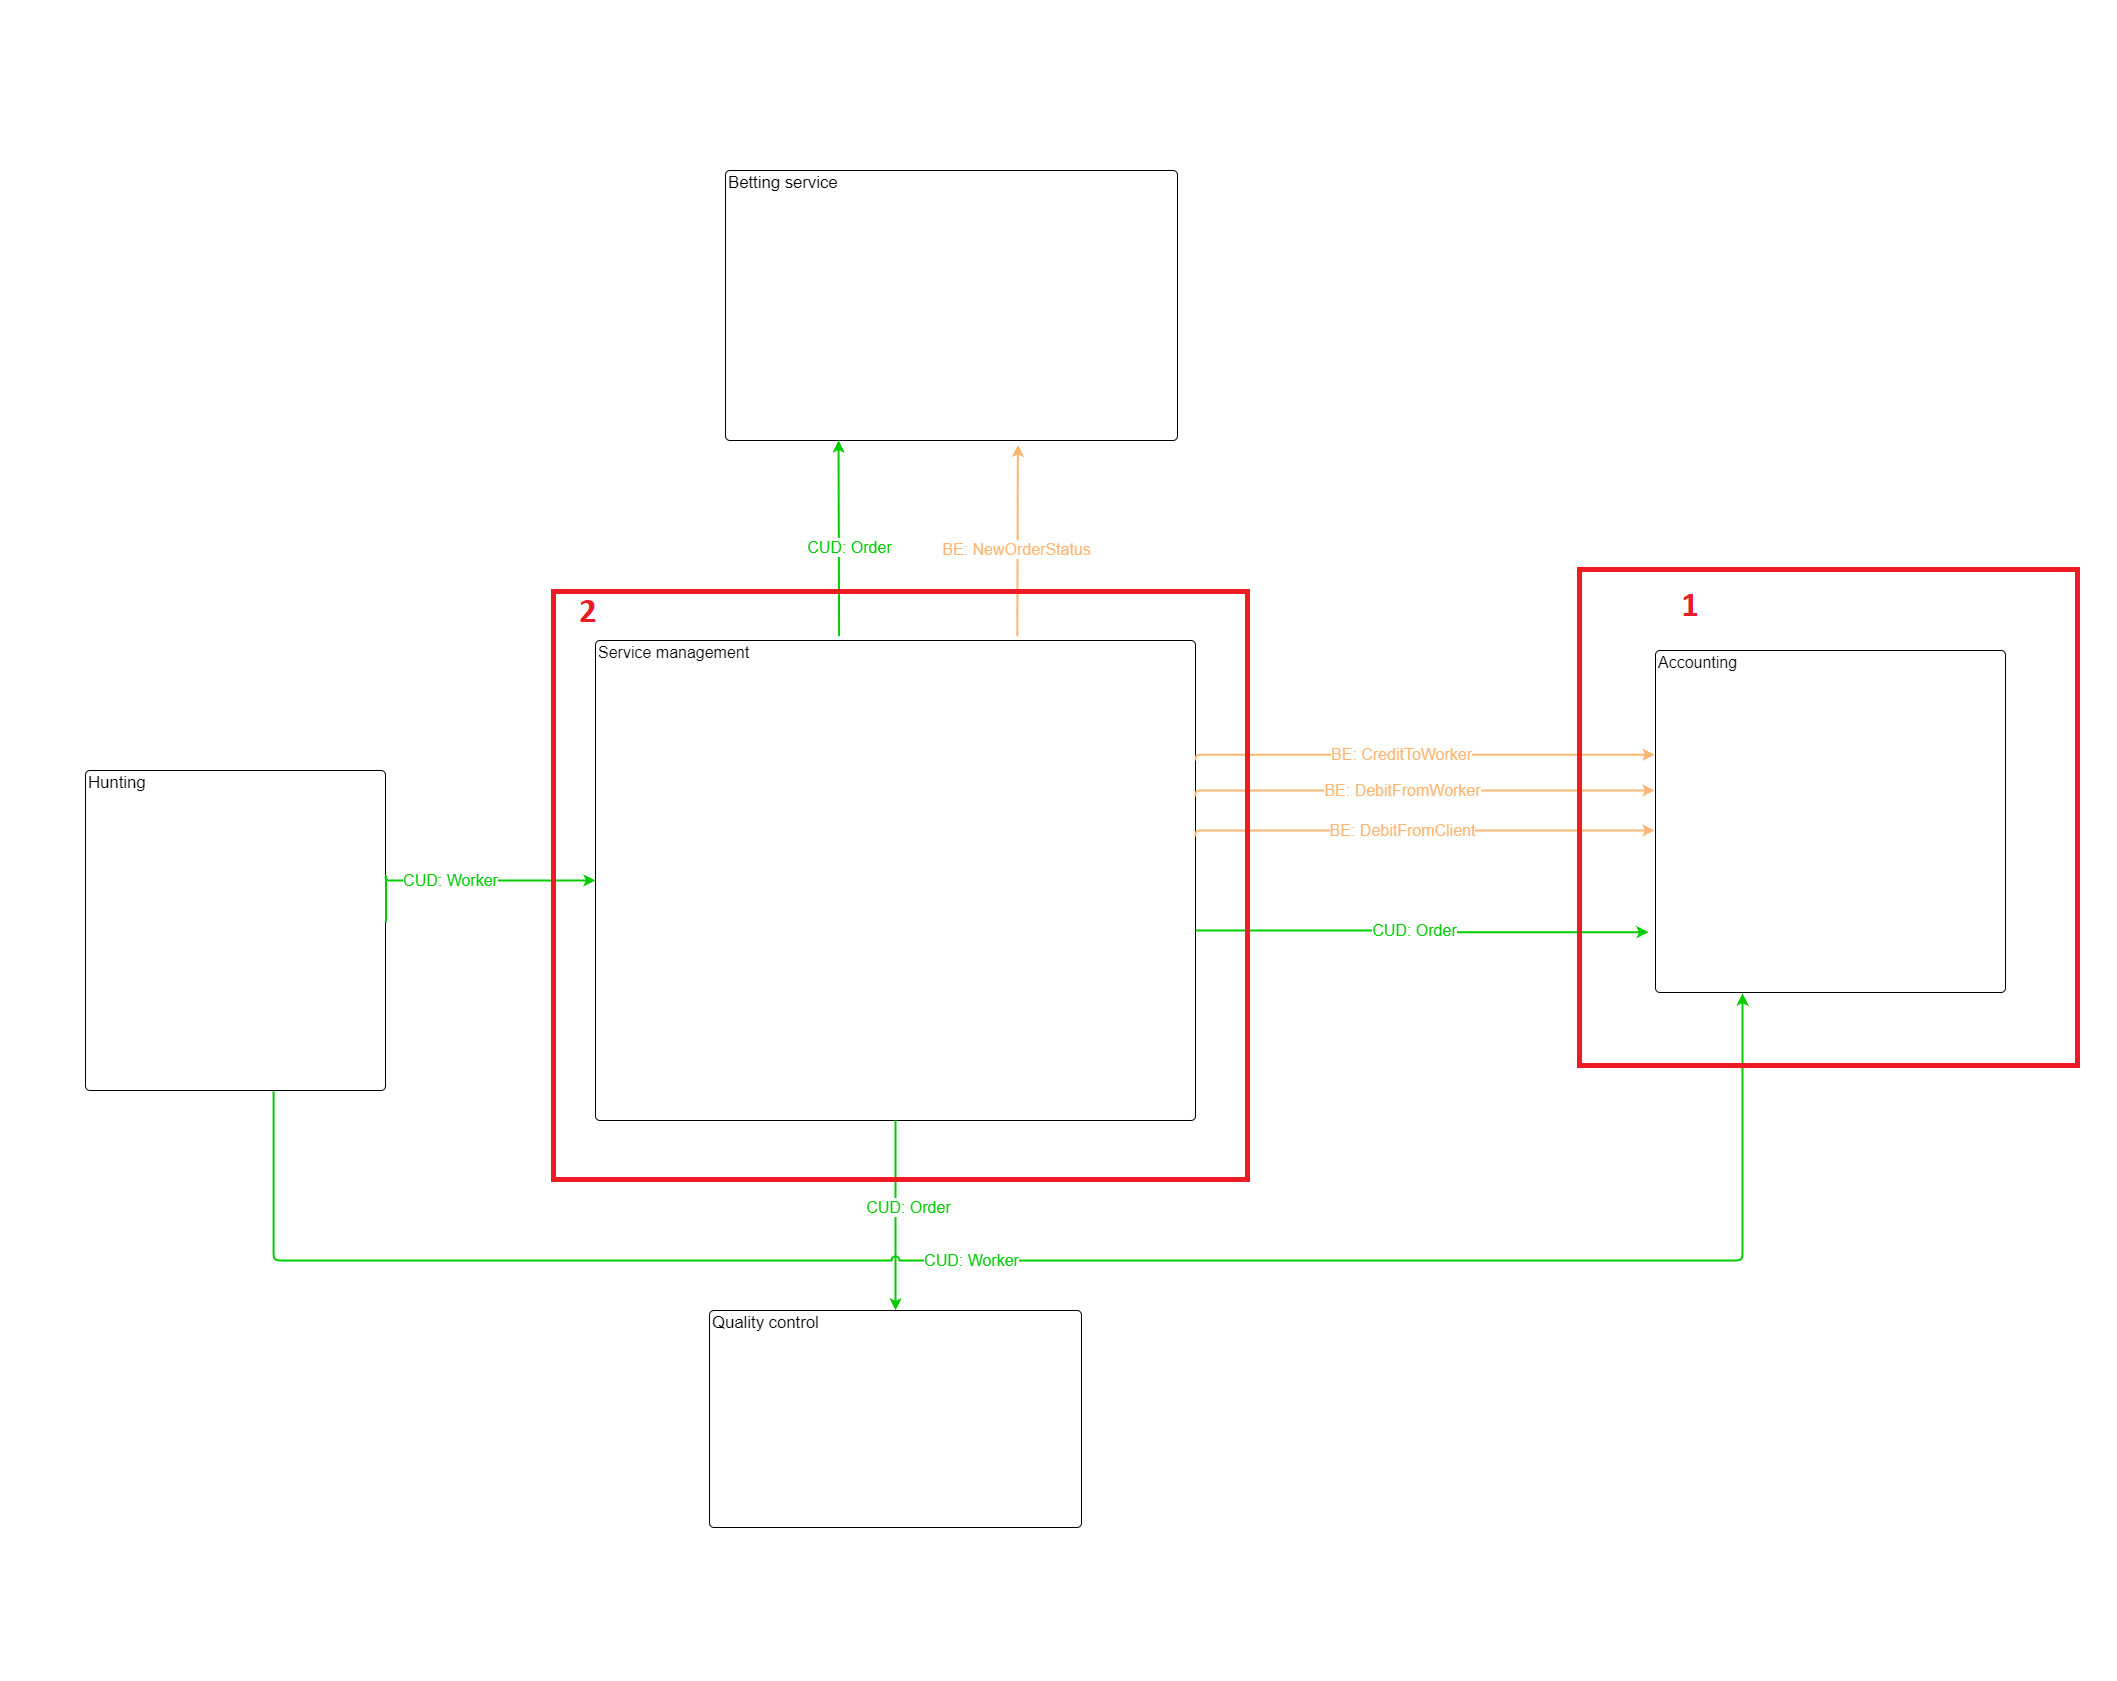 Betting service
CUD: Order
BE: NewOrderStatus
2
1
Service management
Accounting
BE: CreditToWorker
Hunting
BE: DebitFromWorker
BE: DebitFromClient
CUD: Worker
CUD: Order
CUD: Order
CUD: Worker
Quality control